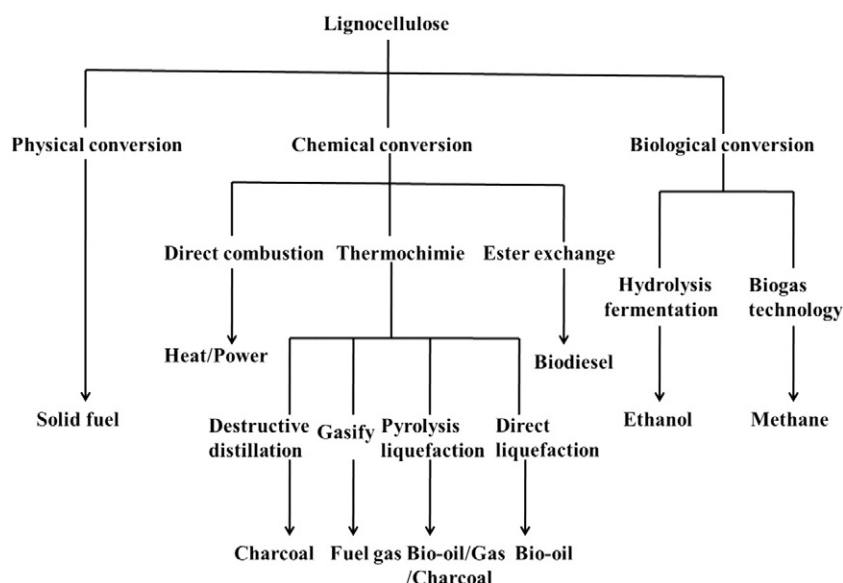 Lignocellulose
Physical conversion
Chemical conversion
Biological conversion
Direct combustion
Thermochimie
Ester exchange
Hydrolysis
fermentation
Biogas
technology
Heat/Power
Biodiesel
Solid fuel
Destructive
distillation
Gasify
Pyrolysis
liquefaction
Direct
liquefaction
Ethanol
Methane
Charcoal
Fuel gas
Bio-oil/Gas
/Charcoal
Bio-oil